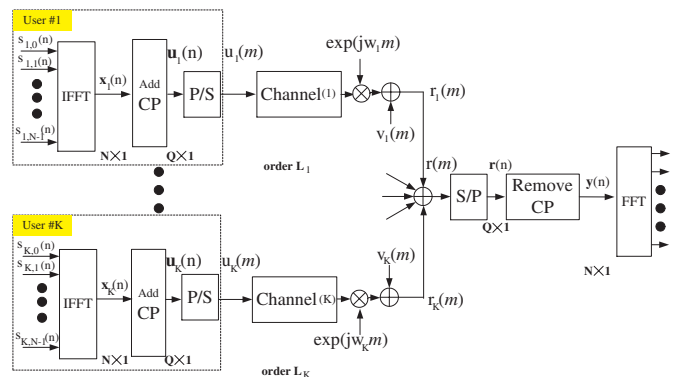 User #1
s1,0(n)
s1,1(n)
s1,N-1(n)
IFFT
x1(n)
N×1
Add
CP
u1(n)
Q×1
P/S
u1(m)
Channel(1)
order L1
exp(jw1m)
v1(m)
r1(m)
r(m)
S/P
r(n)
Q×1
Remove
CP
y(n)
FFT
N×1
User #K
sK,0(n)
sK,1(n)
sK,N-1(n)
IFFT
xK(n)
N×1
Add
CP
uK(n)
Q×1
P/S
uK(m)
Channel(K)
order LK
vK(m)
exp(jwKm)
rK(m)